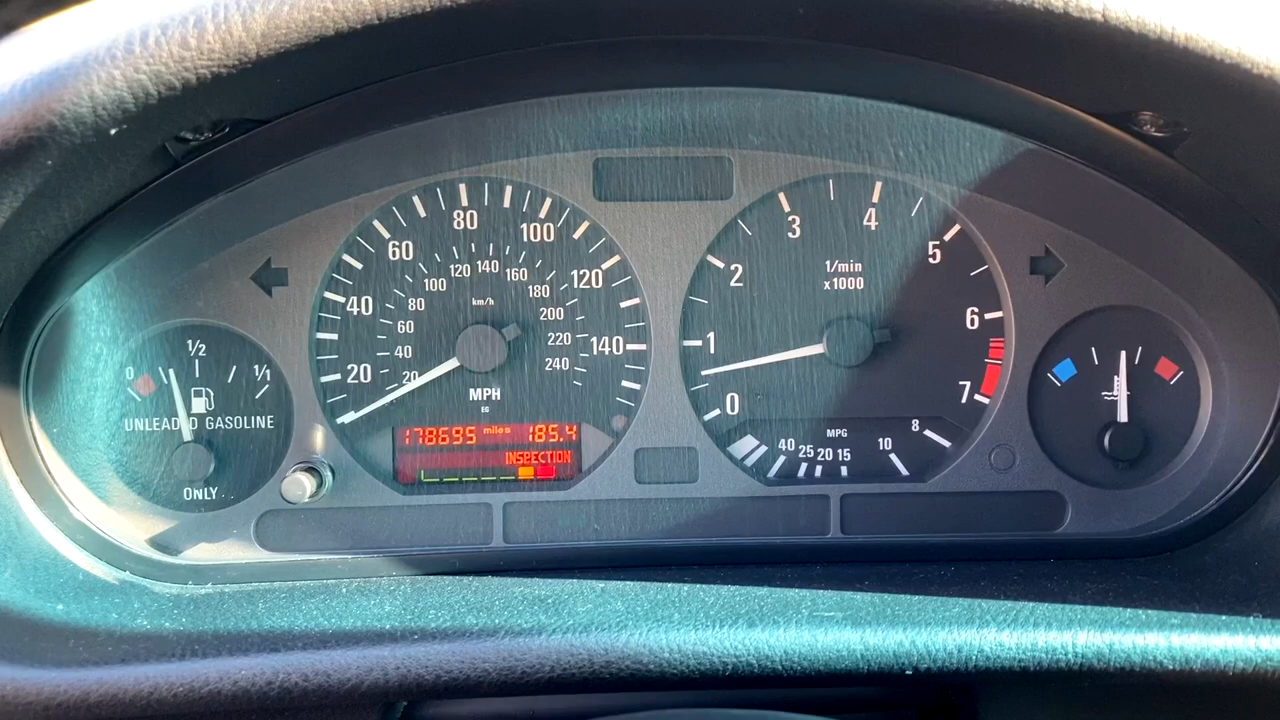 0 1/2 1/1
UNLEADED GASOLINE
ONLY..
20 40 60 80 100 120 140
20 40 60 80 100 120 140 160 180 200 220 240
km/h
MPH
EG
178695 miles 185.4
INSPECTION
0 1 2 3 4 5 6 7
1/min
x1000
MPG
40 25 20 15 10 8